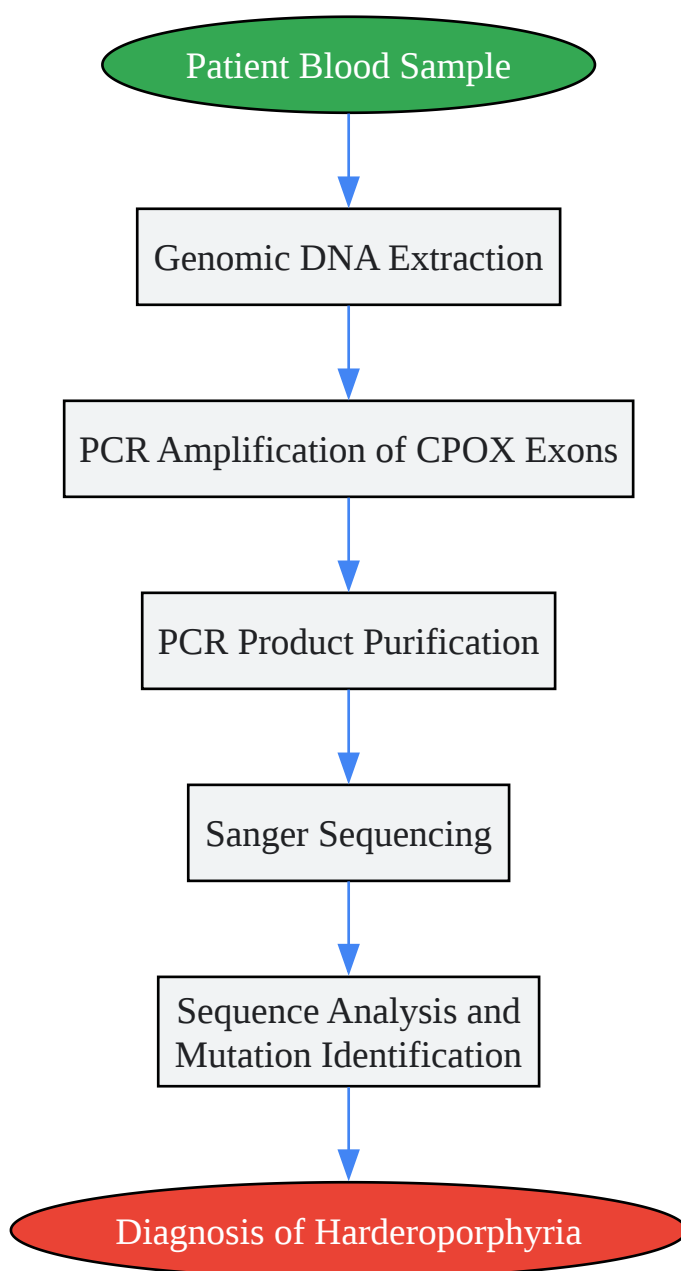 Patient Blood Sample
Genomic DNA Extraction
PCR Amplification of CPOX Exons
PCR Product Purification
Sanger Sequencing
Sequence Analysis and
Mutation Identification
Diagnosis of Harderoporphyria